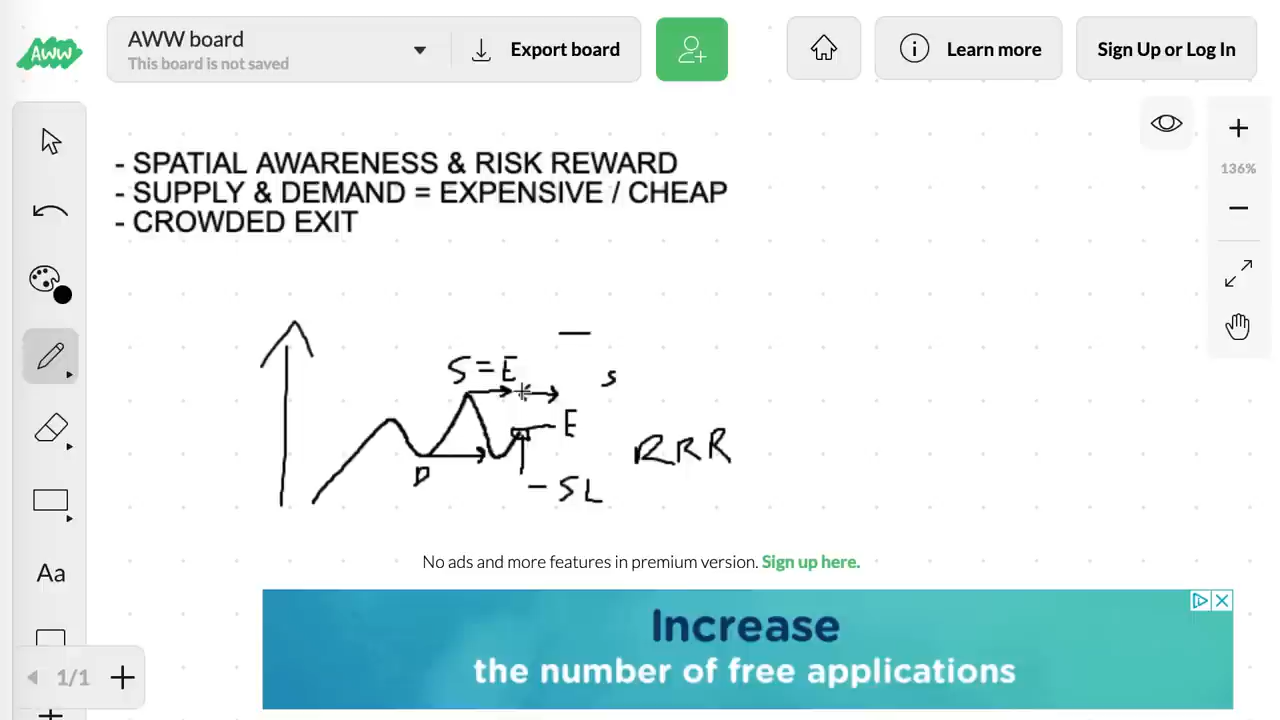 AWW
AWW board
This board is not saved
Export board
Learn more
Sign Up or Log In
136%
- SPATIAL AWARENESS & RISK REWARD
- SUPPLY & DEMAND = EXPENSIVE / CHEAP
- CROWDED EXIT
S = E
s
E
RRR
D
- SL
No ads and more features in premium version. Sign up here.
Aa
Increase
the number of free applications
1/1